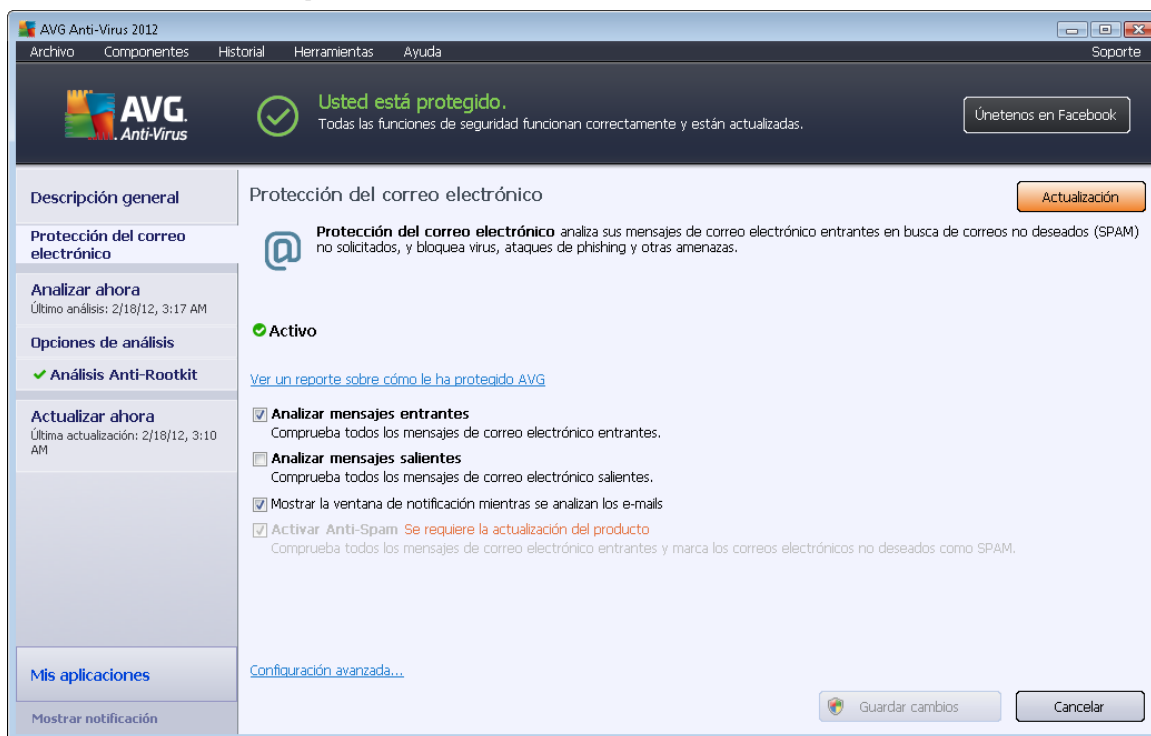 AVG Anti-Virus 2012
Archivo Componentes Historial Herramientas Ayuda Soporte
AVG.
Anti-Virus
Usted está protegido.
Todas las funciones de seguridad funcionan correctamente y están actualizadas.
Únetenos en Facebook
Descripción general
Protección del correo
electrónico
Analizar ahora
Último análisis: 2/18/12, 3:17 AM
Opciones de análisis
Análisis Anti-Rootkit
Actualizar ahora
Última actualización: 2/18/12, 3:10
AM
Mis aplicaciones
Mostrar notificación
Protección del correo electrónico
Actualización
Protección del correo electrónico analiza sus mensajes de correo electrónico entrantes en busca de correos no deseados (SPAM)
no solicitados, y bloquea virus, ataques de phishing y otras amenazas.
Activo
Ver un reporte sobre cómo le ha protegido AVG
Analizar mensajes entrantes
Comprueba todos los mensajes de correo electrónico entrantes.
Analizar mensajes salientes
Comprueba todos los mensajes de correo electrónico salientes.
Mostrar la ventana de notificación mientras se analizan los e-mails
Activar Anti-Spam Se requiere la actualización del producto
Comprueba todos los mensajes de correo electrónico entrantes y marca los correos electrónicos no deseados como SPAM.
Configuración avanzada...
Guardar cambios
Cancelar